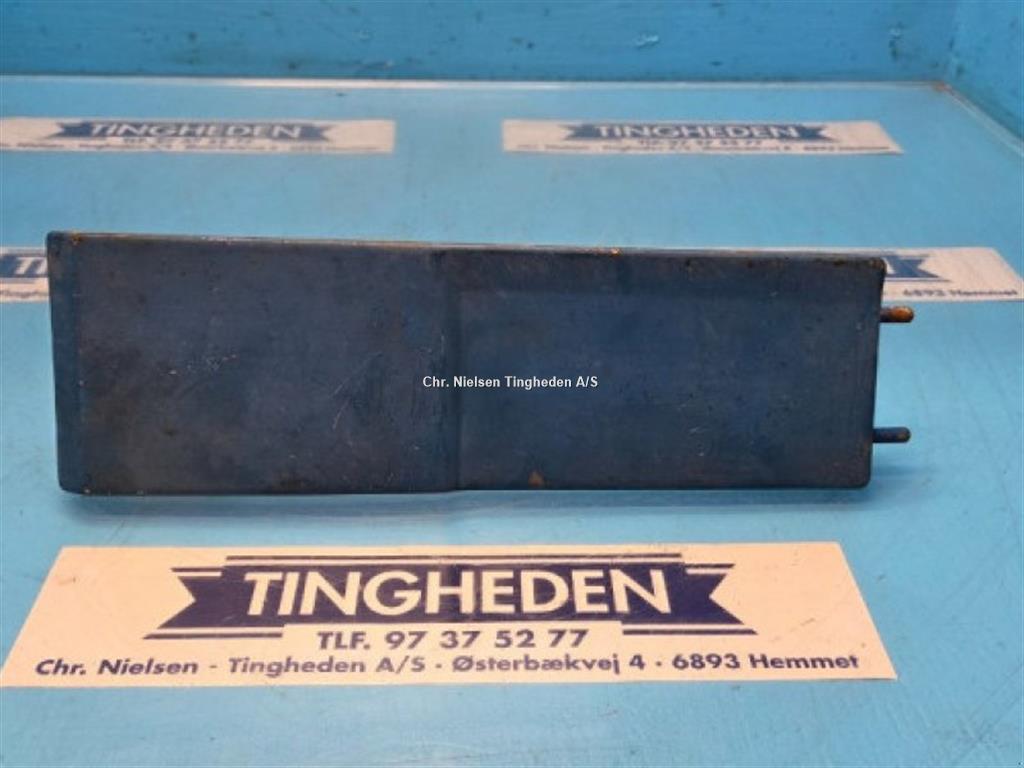 TINGHEDEN
TINGHEDEN
6893 Hemmet
Chr. Nielsen Tingheden A/S
TINGHEDEN
TLF. 97 37 52 77
Chr. Nielsen - Tingheden A/S · Østerbækvej 4 · 6893 Hemmet